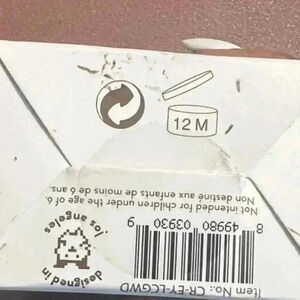 12 M
Not intended for children under the age of 6.
Non destiné aux enfants de moins de 6 ans.
designed in
los angeles
8 49980 03930 9
Item No.: CR-EY-LCGWD